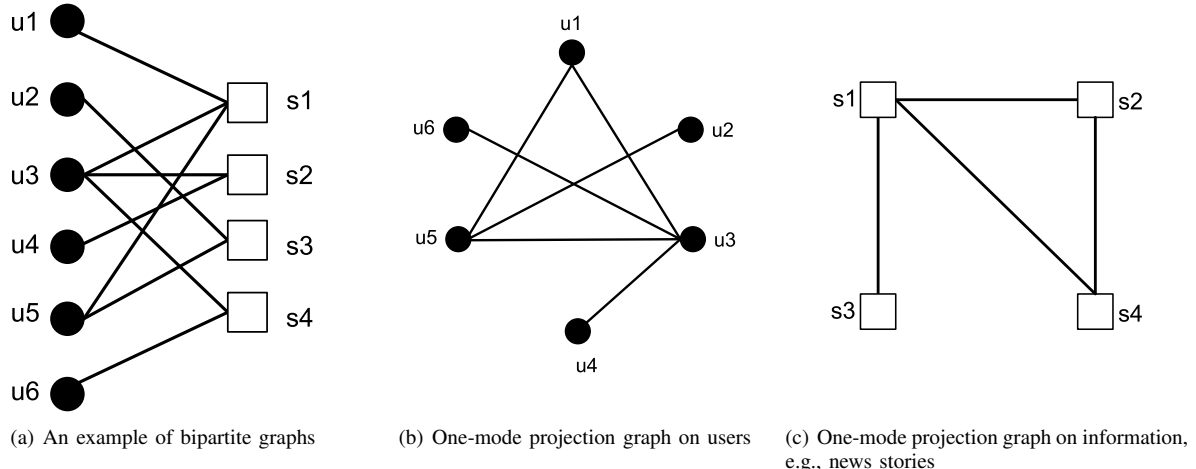 u1
u2
u3
u4
u5
u6
s1
s2
s3
s4
(a) An example of bipartite graphs
u1
u6
u2
u5
u3
u4
(b) One-mode projection graph on users
s1
s2
s3
s4
(c) One-mode projection graph on information,
e.g., news stories